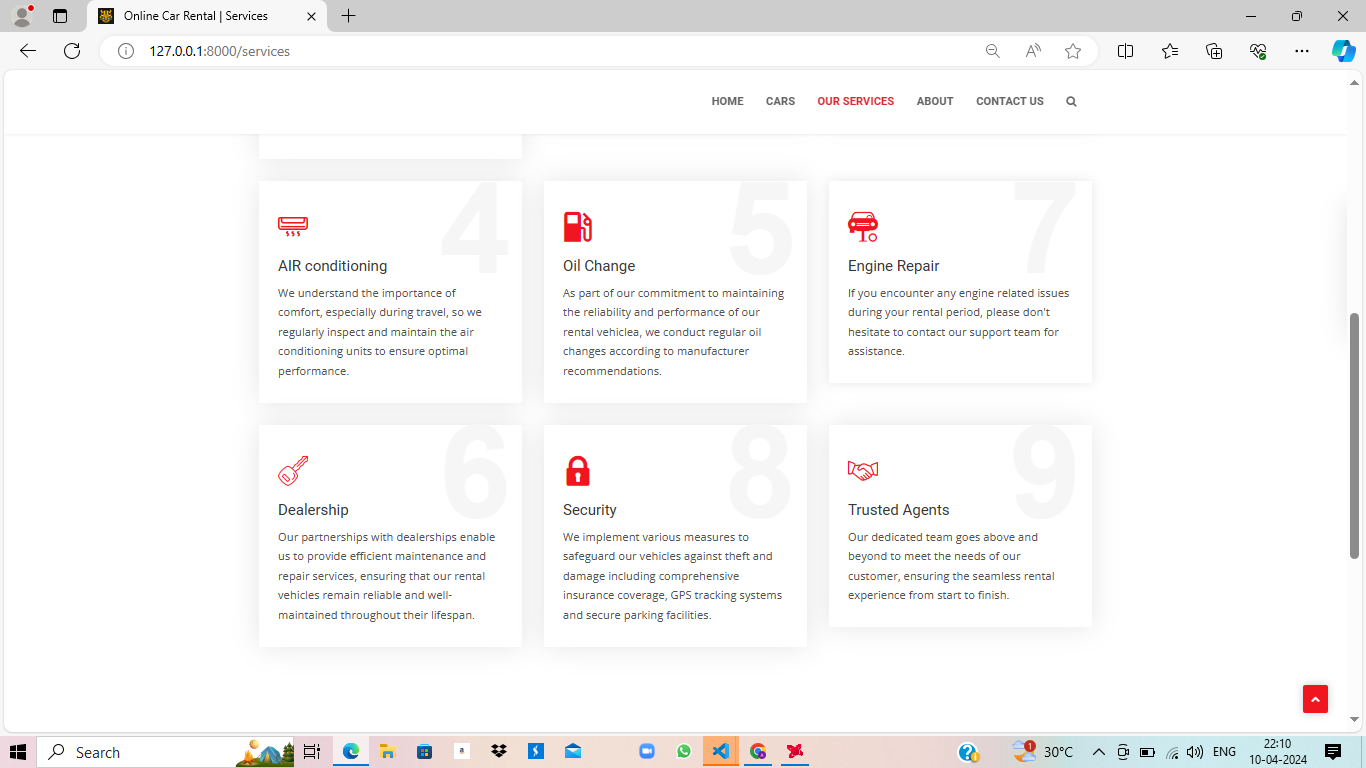 Online Car Rental | Services
127.0.0.1:8000/services
HOME CARS OUR SERVICES ABOUT CONTACT US
4
AIR conditioning
We understand the importance of
comfort, especially during travel, so we
regularly inspect and maintain the air
conditioning units to ensure optimal
performance.
5
Oil Change
As part of our commitment to maintaining
the reliability and performance of our
rental vehiclea, we conduct regular oil
changes according to manufacturer
recommendations.
7
Engine Repair
If you encounter any engine related issues
during your rental period, please don't
hesitate to contact our support team for
assistance.
6
Dealership
Our partnerships with dealerships enable
us to provide efficient maintenance and
repair services, ensuring that our rental
vehicles remain reliable and well-
maintained throughout their lifespan.
8
Security
We implement various measures to
safeguard our vehicles against theft and
damage including comprehensive
insurance coverage, GPS tracking systems
and secure parking facilities.
9
Trusted Agents
Our dedicated team goes above and
beyond to meet the needs of our
customer, ensuring the seamless rental
experience from start to finish.
Search
a
1
30°C
ENG
22:10
10-04-2024